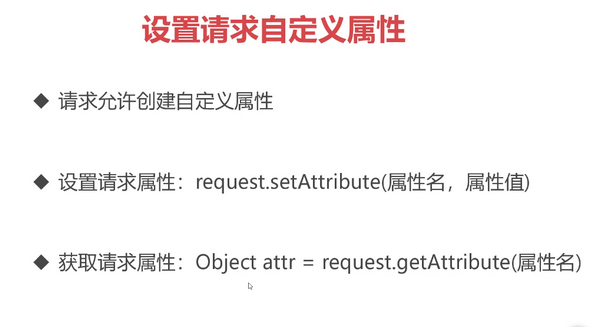 设置请求自定义属性
◆ 请求允许创建自定义属性
◆ 设置请求属性：request.setAttribute(属性名，属性值)
◆ 获取请求属性：Object attr = request.getAttribute(属性名)